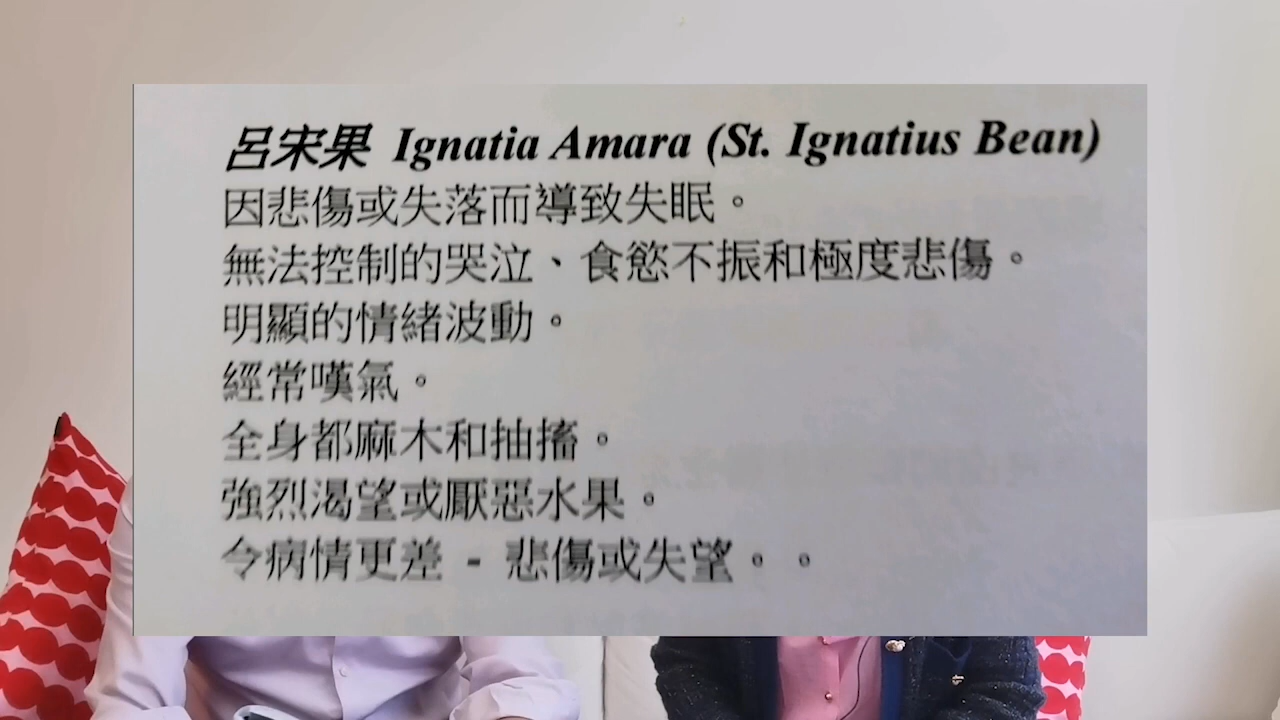 呂宋果 Ignatia Amara (St. Ignatius Bean)
因悲傷或失落而導致失眠。
無法控制的哭泣、食慾不振和極度悲傷。
明顯的情緒波動。
經常嘆氣。
全身都麻木和抽搐。
強烈渴望或厭惡水果。
令病情更差 - 悲傷或失望。。